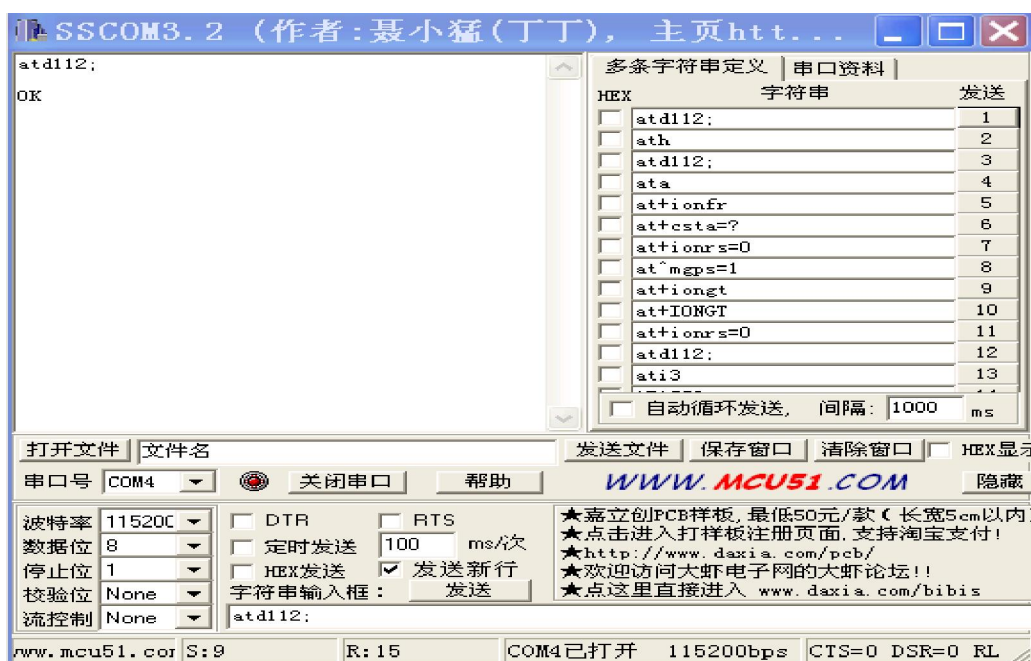 SSCOM3.2 (作者:聂小猛(丁丁), 主页htt...
atd112;
OK
多条字符串定义 串口资料
HEX 字符串 发送
atd112; 1
ath 2
atd112; 3
ata 4
at+ionfr 5
at+csta=? 6
at+ionrs=0 7
at^mgps=1 8
at+iongt 9
at+IONGT 10
at+ionrs=0 11
atd112; 12
ati3 13
自动循环发送, 间隔: 1000 ms
打开文件 文件名 发送文件 保存窗口 清除窗口 HEX显示
串口号 COM4 关闭串口 帮助 WWW.MCU51.COM 隐藏
波特率 115200 DTR RTS
数据位 8 定时发送 100 ms/次
停止位 1 HEX发送 发送新行
校验位 None 字符串输入框: 发送
流控制 None atd112;
★嘉立创PCB样板,最低50元/款(长宽5cm以内)
★点击进入打样板注册页面,支持淘宝支付!
★http://www.daxia.com/pcb/
★欢迎访问大虾电子网的大虾论坛!!
★点这里直接进入 www.daxia.com/bibis
www.mcu51.cor S:9 R:15 COM4已打开 115200bps CTS=0 DSR=0 RL